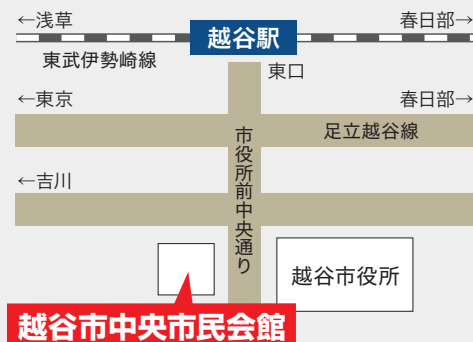 ←浅草
春日部→
越谷駅
東武伊勢崎線
東口
←東京
春日部→
足立越谷線
市役所前中央通り
←吉川
越谷市役所
越谷市中央市民会館